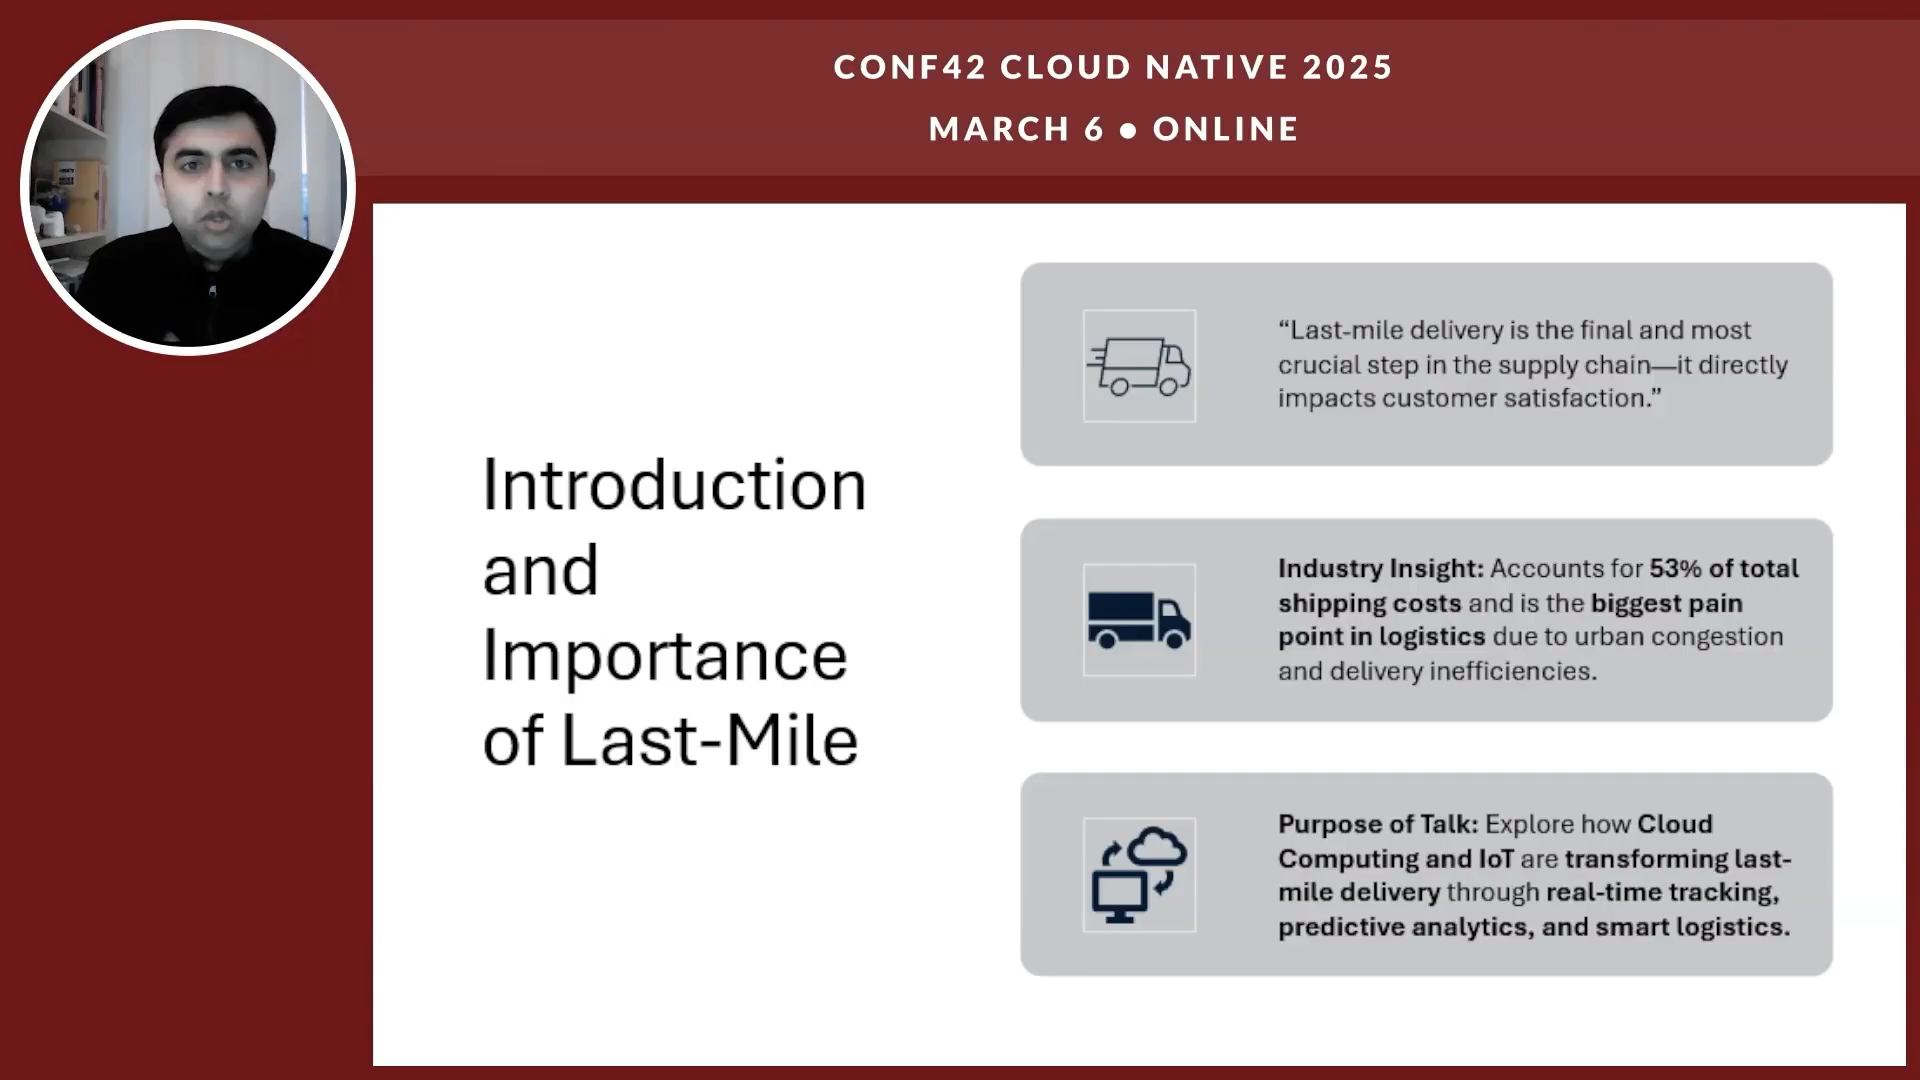 CONF42 CLOUD NATIVE 2025
MARCH 6 ● ONLINE
Introduction
and
Importance
of Last-Mile
“Last-mile delivery is the final and most
crucial step in the supply chain—it directly
impacts customer satisfaction.”
Industry Insight: Accounts for 53% of total
shipping costs and is the biggest pain
point in logistics due to urban congestion
and delivery inefficiencies.
Purpose of Talk: Explore how Cloud
Computing and IoT are transforming last-
mile delivery through real-time tracking,
predictive analytics, and smart logistics.